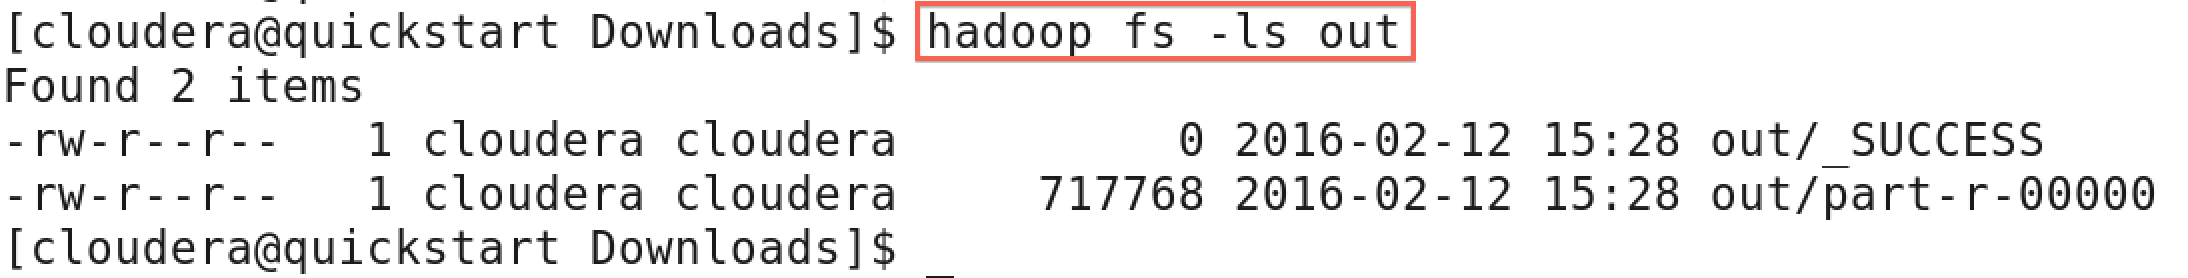 [cloudera@quickstart Downloads]$ hadoop fs -ls out
Found 2 items
-rw-r--r--   1 cloudera cloudera          0 2016-02-12 15:28 out/_SUCCESS
-rw-r--r--   1 cloudera cloudera     717768 2016-02-12 15:28 out/part-r-00000
[cloudera@quickstart Downloads]$ _